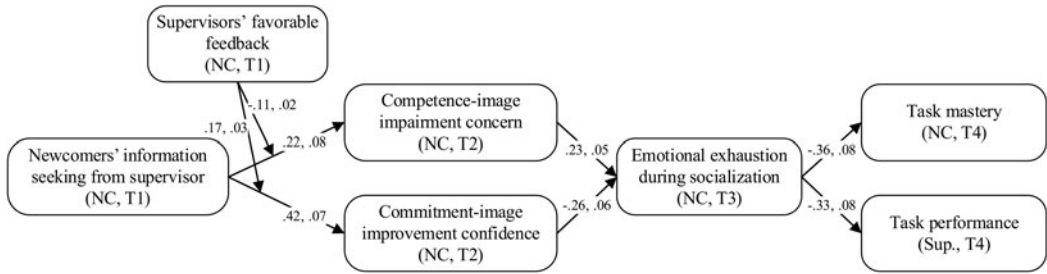 Supervisors' favorable
feedback
(NC, T1)
-.11, .02
.17, .03
.22, .08
Competence-image
impairment concern
(NC, T2)
Task mastery
(NC, T4)
Newcomers' information
seeking from supervisor
(NC, T1)
.23, .05
Emotional exhaustion
during socialization
(NC, T3)
-.36, .08
.42, .07
Commitment-image
improvement confidence
(NC, T2)
-.26, .06
-.33, .08
Task performance
(Sup., T4)